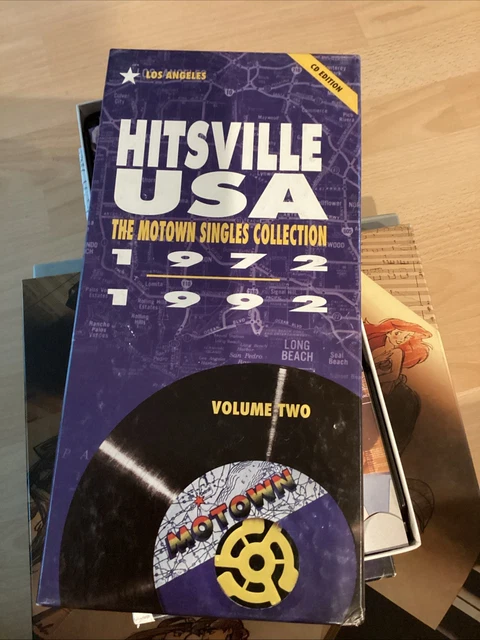 LOS ANGELES
CD EDITION
HITSVILLE
USA
THE MOTOWN SINGLES COLLECTION
1972
1992
LONG
BEACH
Seal
Beach
VOLUME TWO
MOTOWN